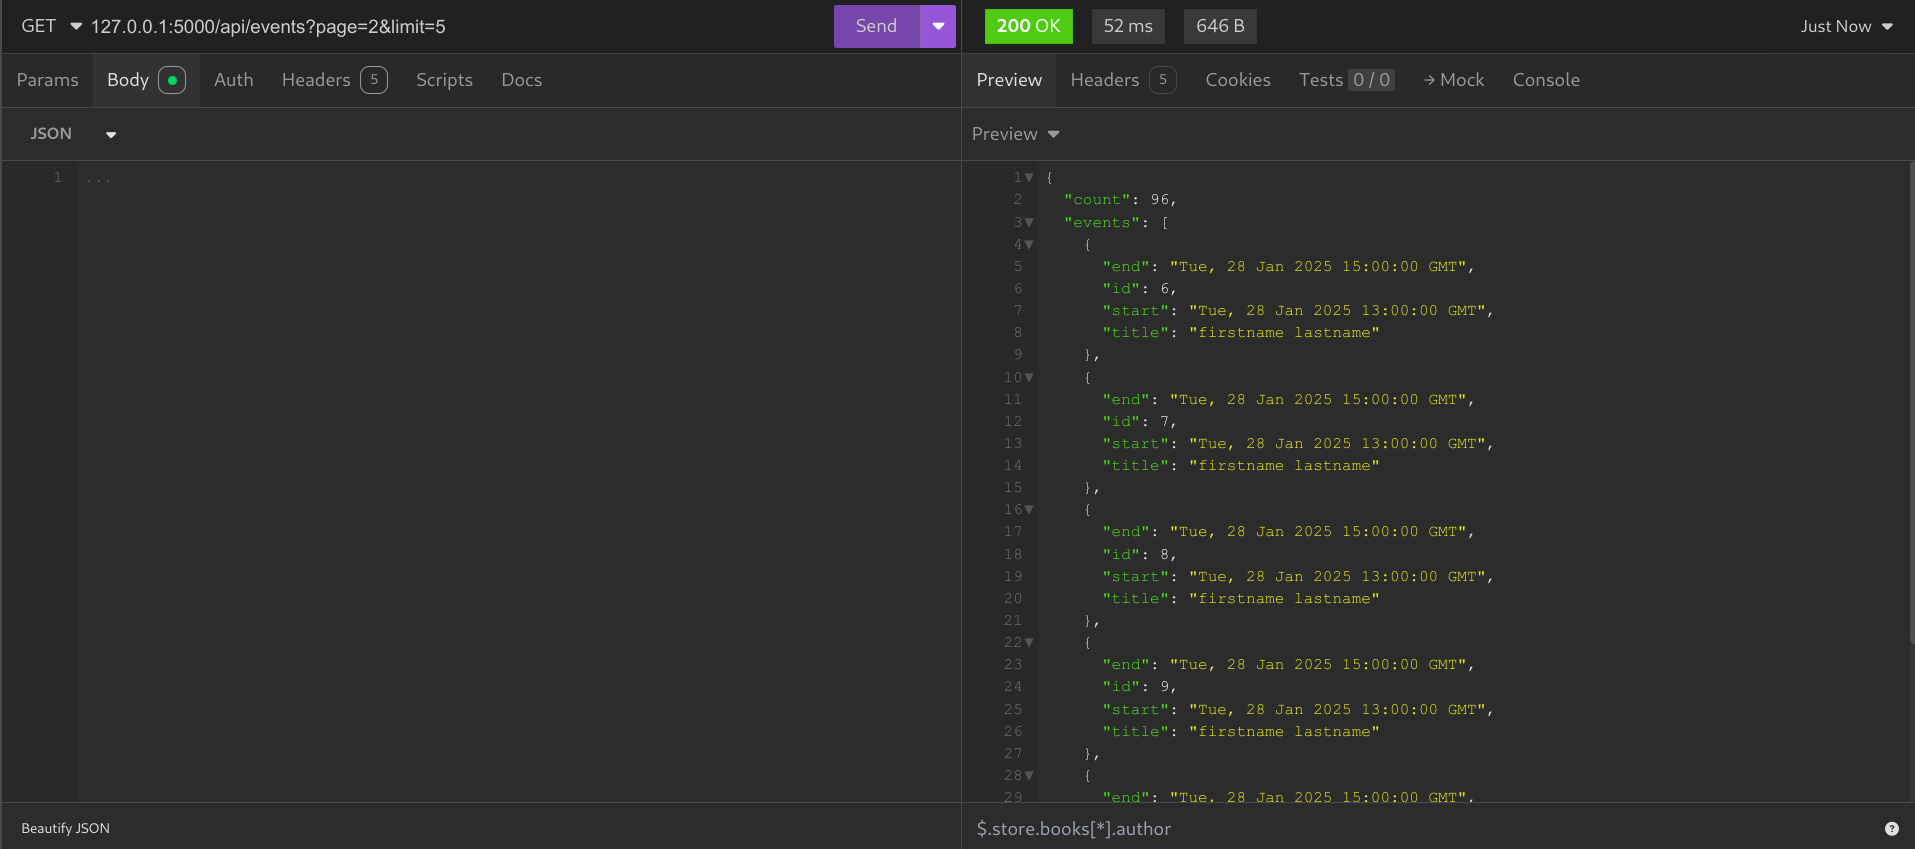 GET 127.0.0.1:5000/api/events?page=2&limit=5 Send
200 OK 52 ms 646 B Just Now
Params Body Auth Headers 5 Scripts Docs
Preview Headers 5 Cookies Tests 0 / 0 → Mock Console
JSON
Preview
1 ...
1 {
2 "count": 96,
3 "events": [
4 {
5 "end": "Tue, 28 Jan 2025 15:00:00 GMT",
6 "id": 6,
7 "start": "Tue, 28 Jan 2025 13:00:00 GMT",
8 "title": "firstname lastname"
9 },
10 {
11 "end": "Tue, 28 Jan 2025 15:00:00 GMT",
12 "id": 7,
13 "start": "Tue, 28 Jan 2025 13:00:00 GMT",
14 "title": "firstname lastname"
15 },
16 {
17 "end": "Tue, 28 Jan 2025 15:00:00 GMT",
18 "id": 8,
19 "start": "Tue, 28 Jan 2025 13:00:00 GMT",
20 "title": "firstname lastname"
21 },
22 {
23 "end": "Tue, 28 Jan 2025 15:00:00 GMT",
24 "id": 9,
25 "start": "Tue, 28 Jan 2025 13:00:00 GMT",
26 "title": "firstname lastname"
27 },
28 {
29 "end": "Tue, 28 Jan 2025 15:00:00 GMT",
Beautify JSON
$.store.books[*].author ?